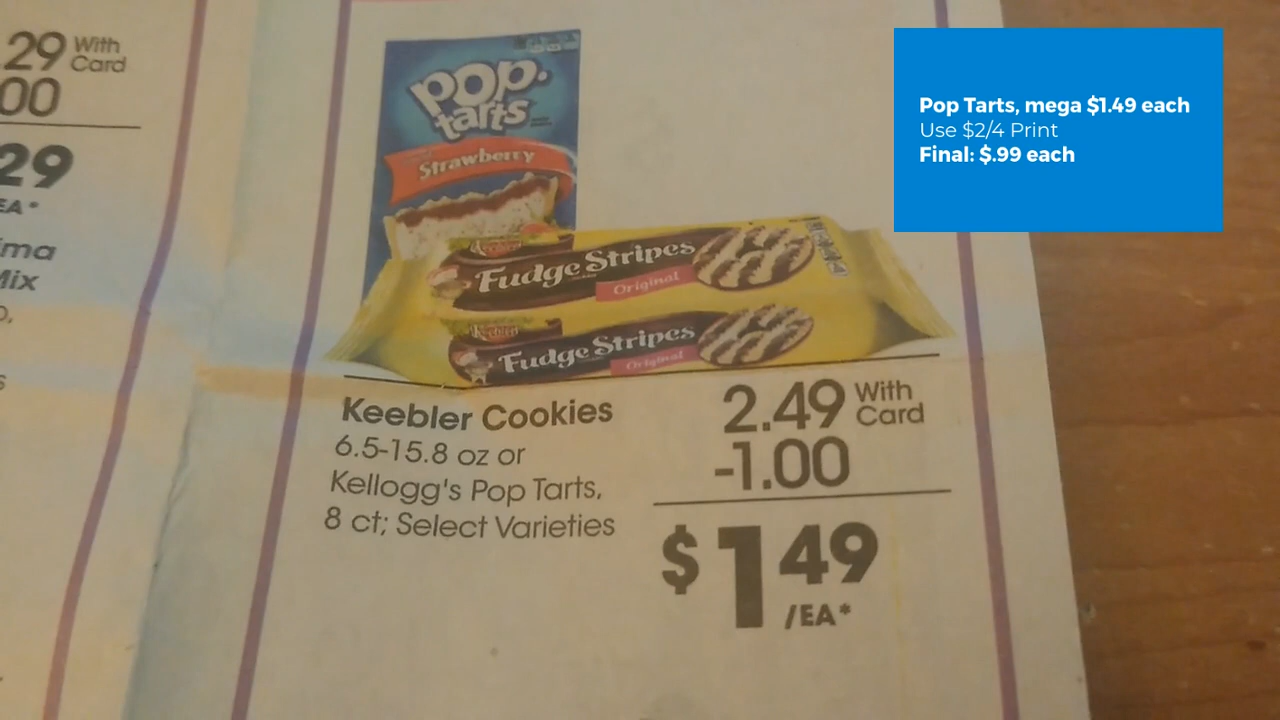 .29 With
Card
00
29
EA*
ima
Mix
pop.
tarts
Strawberry
Keebler
Fudge Stripes
Original
Keebler
Fudge Stripes
Original
Keebler Cookies
6.5-15.8 oz or
Kellogg's Pop Tarts,
8 ct; Select Varieties
2.49 With
Card
-1.00
$1 49
/EA*
Pop Tarts, mega $1.49 each
Use $2/4 Print
Final: $.99 each